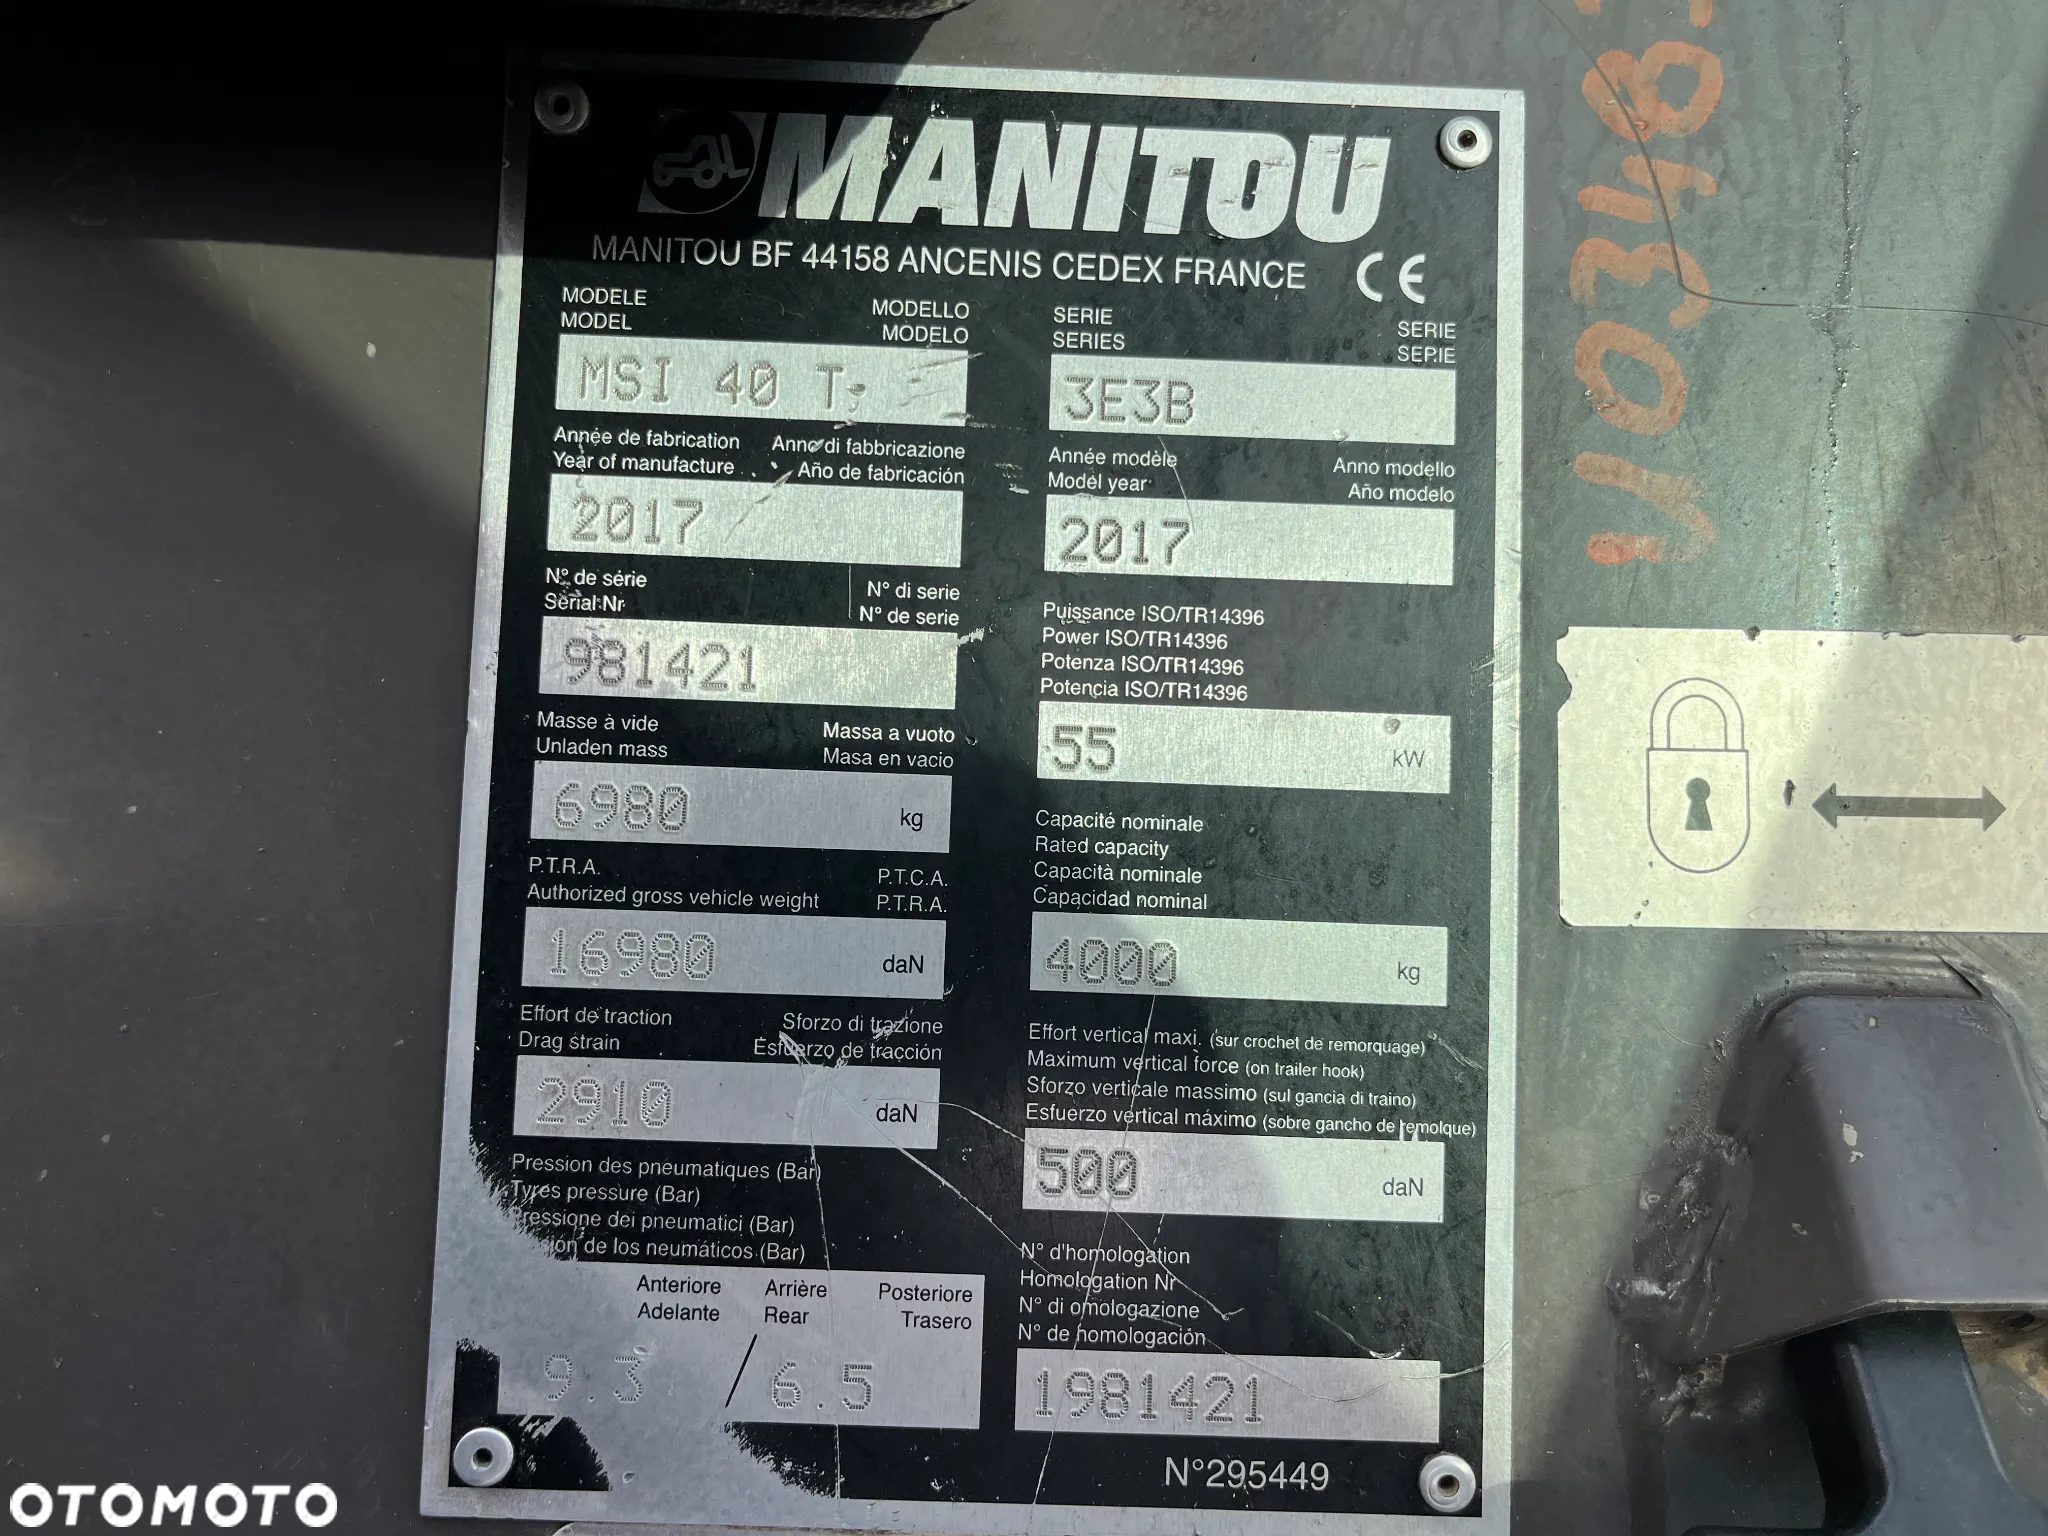 MANITOU
MANITOU BF 44158 ANCENIS CEDEX FRANCE CE
MODELE MODELLO
MODEL MODELO
MSI 40 T
Année de fabrication Anno di fabbricazione
Year of manufacture Año de fabricación
2017
N° de série N° di serie
Serial Nr N° de serie
981421
Masse à vide Massa a vuoto
Unladen mass Masa en vacio
6980 kg
P.T.R.A. P.T.C.A.
Authorized gross vehicle weight P.T.R.A.
16980 daN
Effort de traction Sforzo di trazione
Drag strain Esfuerzo de tracción
2910 daN
Pression des pneumatiques (Bar)
Tyres pressure (Bar)
Pressione dei pneumatici (Bar)
de los neumáticos (Bar)
Anteriore Arrière Posteriore
Adelante Rear Trasero
9.3 / 6.5
SERIE SERIE
SERIES SEPIE
3E3B
Année modèle Anno modello
Model year Año modelo
2017
Puissance ISO/TR14396
Power ISO/TR14396
Potenza ISO/TR14396
Potencia ISO/TR14396
55 kW
Capacité nominale
Rated capacity
Capacità nominale
Capacidad nominal
4000 kg
Effort vertical maxi. (sur crochet de remorquage)
Maximum vertical force (on trailer hook)
Sforzo verticale massimo (sul gancia di traino)
Esfuerzo vertical máximo (sobre gancho de remolque)
500 daN
N° d'homologation
Homologation Nr
N° di omologazione
N° de homologación
1981421
N°295449
OTOMOTO